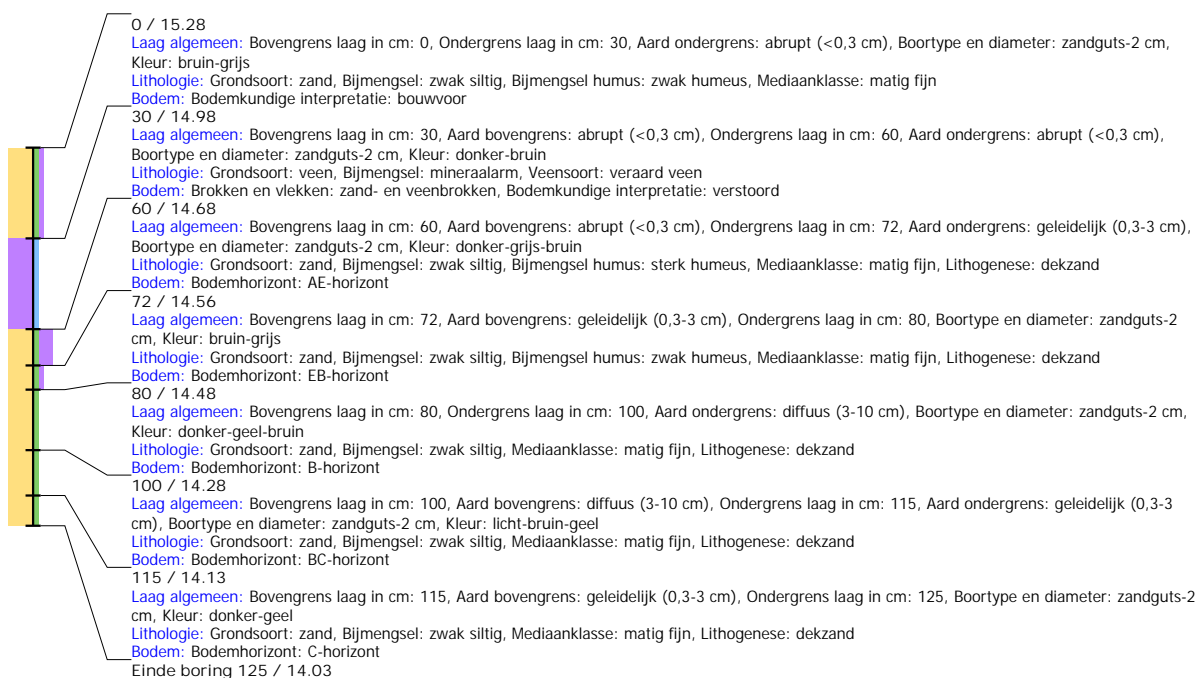 0 / 15.28
Laag algemeen: Bovengrens laag in cm: 0, Ondergrens laag in cm: 30, Aard ondergrens: abrupt (<0,3 cm), Boortype en diameter: zandguts-2 cm,
Kleur: bruin-grijs
Lithologie: Grondsoort: zand, Bijmengsel: zwak siltig, Bijmengsel humus: zwak humeus, Mediaanklasse: matig fijn
Bodem: Bodemkundige interpretatie: bouwvoor
30 / 14.98
Laag algemeen: Bovengrens laag in cm: 30, Aard bovengrens: abrupt (<0,3 cm), Ondergrens laag in cm: 60, Aard ondergrens: abrupt (<0,3 cm),
Boortype en diameter: zandguts-2 cm, Kleur: donker-bruin
Lithologie: Grondsoort: veen, Bijmengsel: mineraalarm, Veensoort: veraard veen
Bodem: Brokken en vlekken: zand- en veenbrokken, Bodemkundige interpretatie: verstoord
60 / 14.68
Laag algemeen: Bovengrens laag in cm: 60, Aard bovengrens: abrupt (<0,3 cm), Ondergrens laag in cm: 72, Aard ondergrens: geleidelijk (0,3-3 cm),
Boortype en diameter: zandguts-2 cm, Kleur: donker-grijs-bruin
Lithologie: Grondsoort: zand, Bijmengsel: zwak siltig, Bijmengsel humus: sterk humeus, Mediaanklasse: matig fijn, Lithogenese: dekzand
Bodem: Bodemhorizont: AE-horizont
72 / 14.56
Laag algemeen: Bovengrens laag in cm: 72, Aard bovengrens: geleidelijk (0,3-3 cm), Ondergrens laag in cm: 80, Boortype en diameter: zandguts-2
cm, Kleur: bruin-grijs
Lithologie: Grondsoort: zand, Bijmengsel: zwak siltig, Bijmengsel humus: zwak humeus, Mediaanklasse: matig fijn, Lithogenese: dekzand
Bodem: Bodemhorizont: EB-horizont
80 / 14.48
Laag algemeen: Bovengrens laag in cm: 80, Ondergrens laag in cm: 100, Aard ondergrens: diffuus (3-10 cm), Boortype en diameter: zandguts-2 cm,
Kleur: donker-geel-bruin
Lithologie: Grondsoort: zand, Bijmengsel: zwak siltig, Mediaanklasse: matig fijn, Lithogenese: dekzand
Bodem: Bodemhorizont: B-horizont
100 / 14.28
Laag algemeen: Bovengrens laag in cm: 100, Aard bovengrens: diffuus (3-10 cm), Ondergrens laag in cm: 115, Aard ondergrens: geleidelijk (0,3-3
cm), Boortype en diameter: zandguts-2 cm, Kleur: licht-bruin-geel
Lithologie: Grondsoort: zand, Bijmengsel: zwak siltig, Mediaanklasse: matig fijn, Lithogenese: dekzand
Bodem: Bodemhorizont: BC-horizont
115 / 14.13
Laag algemeen: Bovengrens laag in cm: 115, Aard bovengrens: geleidelijk (0,3-3 cm), Ondergrens laag in cm: 125, Boortype en diameter: zandguts-2
cm, Kleur: donker-geel
Lithologie: Grondsoort: zand, Bijmengsel: zwak siltig, Mediaanklasse: matig fijn, Lithogenese: dekzand
Bodem: Bodemhorizont: C-horizont
Einde boring 125 / 14.03